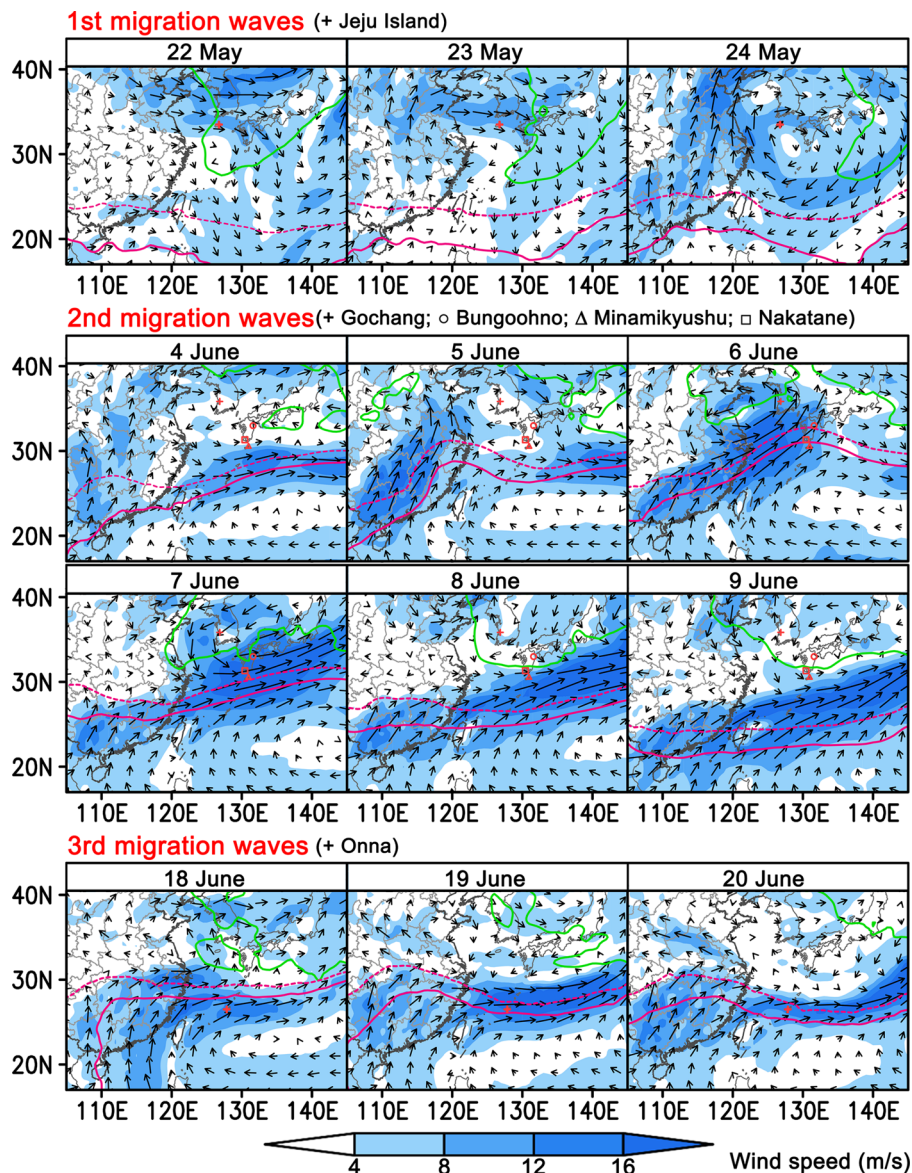 1st migration waves (+ Jeju Island)
22 May 23 May 24 May
40N
30N
20N
110E 120E 130E 140E 110E 120E 130E 140E 110E 120E 130E 140E
2nd migration waves(+ Gochang; ○ Bungoohno; Δ Minamikyushu; □ Nakatane)
4 June 5 June 6 June
40N
30N
20N
7 June 8 June 9 June
40N
30N
20N
110E 120E 130E 140E 110E 120E 130E 140E 110E 120E 130E 140E
3rd migration waves (+ Onna)
18 June 19 June 20 June
40N
30N
20N
110E 120E 130E 140E 110E 120E 130E 140E 110E 120E 130E 140E
4 8 12 16 Wind speed (m/s)